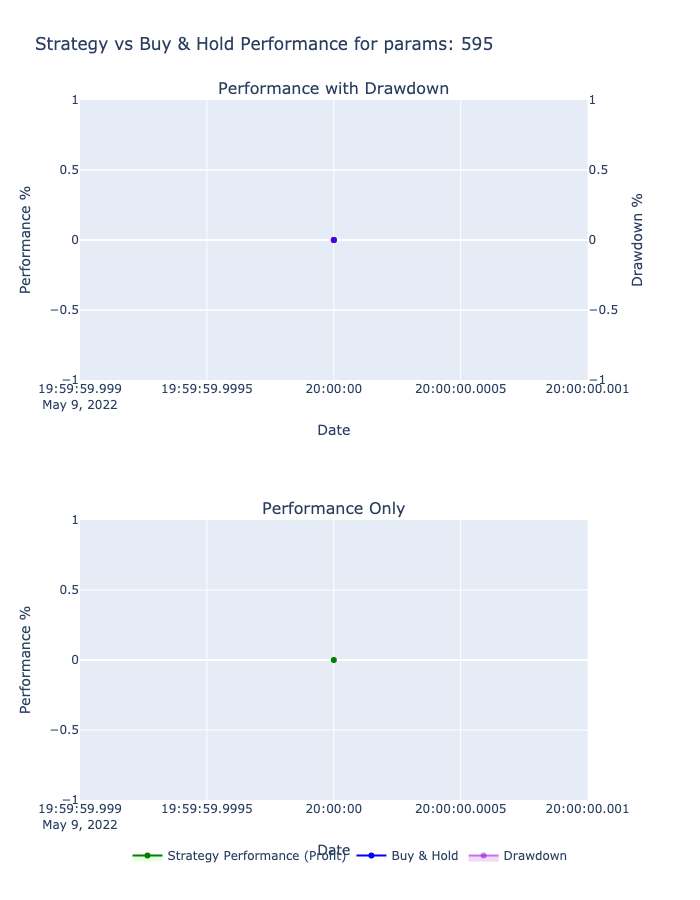 Strategy vs Buy & Hold Performance for params: 595
Performance with Drawdown
1
0.5
0
−0.5
−1
Performance %
1
0.5
0
−0.5
−1
Drawdown %
19:59:59.999
May 9, 2022
19:59:59.9995
20:00:00
20:00:00.0005
20:00:00.001
Date
Performance Only
1
0.5
0
−0.5
−1
Performance %
19:59:59.999
May 9, 2022
19:59:59.9995
20:00:00
20:00:00.0005
20:00:00.001
Date
Strategy Performance (Profit)
Buy & Hold
Drawdown